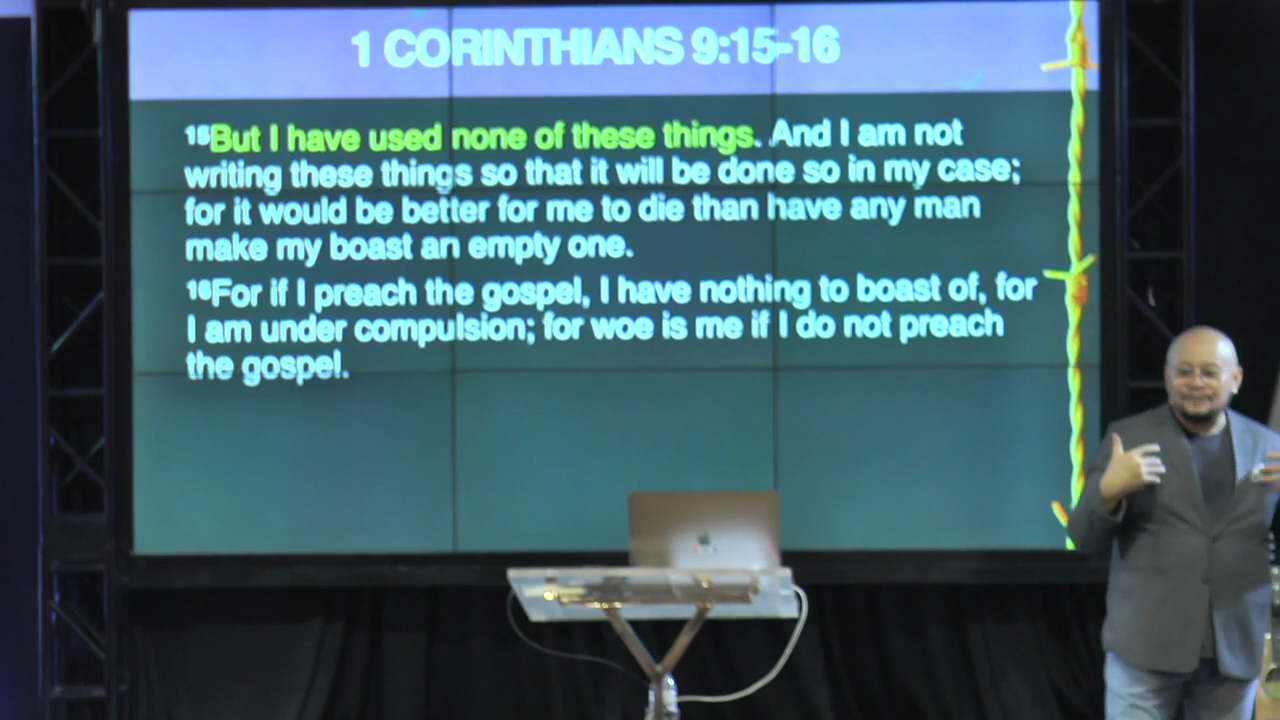 1 CORINTHIANS 9:15-16
15But I have used none of these things. And I am not
writing these things so that it will be done so in my case;
for it would be better for me to die than have any man
make my boast an empty one.
16For if I preach the gospel, I have nothing to boast of, for
I am under compulsion; for woe is me if I do not preach
the gospel.